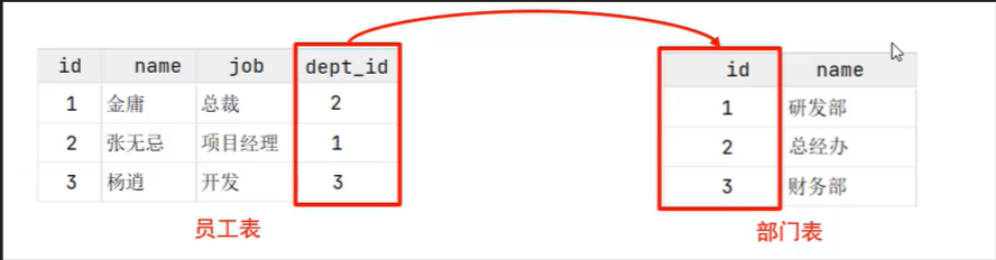 id name job dept_id
1 金庸 总裁 2
2 张无忌 项目经理 1
3 杨逍 开发 3
员工表
id name
1 研发部
2 总经办
3 财务部
部门表